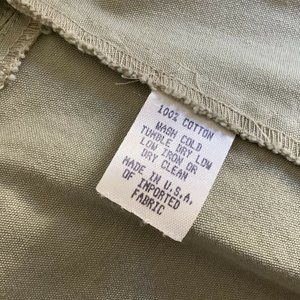 100% COTTON
WASH COLD
TUMBLE DRY LOW
LOW IRON OR
DRY CLEAN
MADE IN U.S.A.
OF IMPORTED
FABRIC